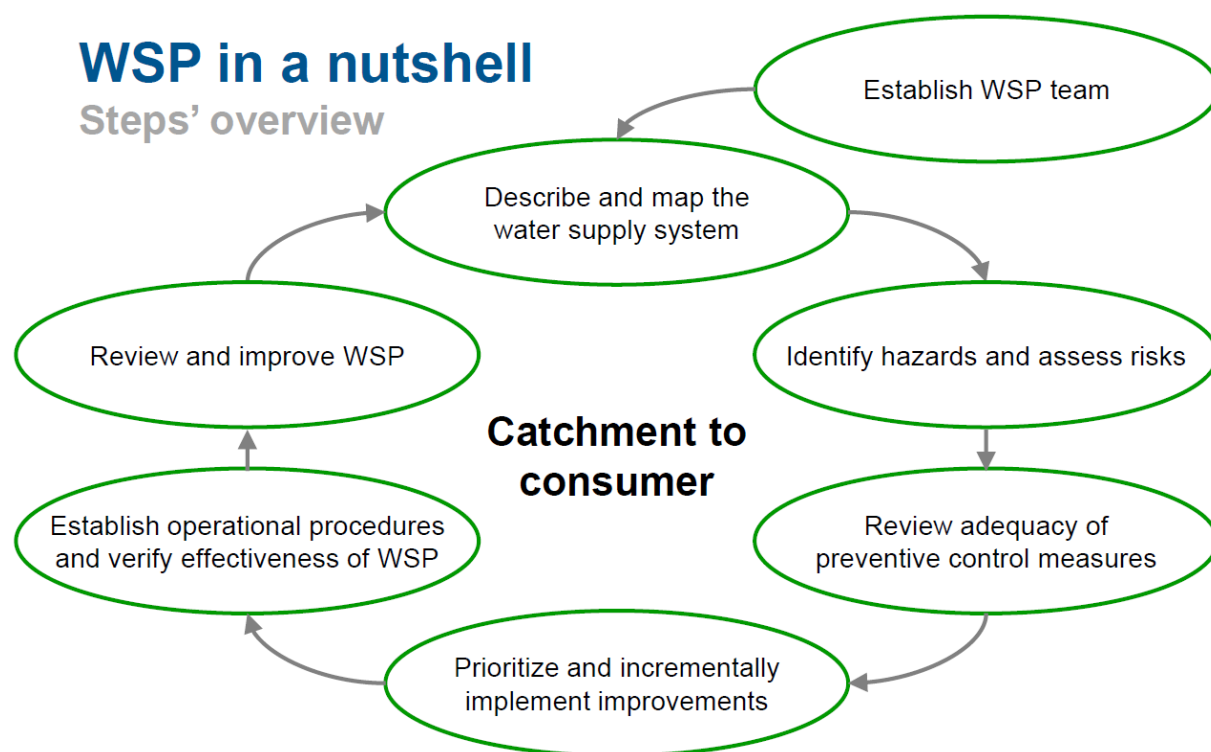 WSP in a nutshell
Steps’ overview
Establish WSP team
Describe and map the
water supply system
Identify hazards and assess risks
Review adequacy of
preventive control measures
Prioritize and incrementally
implement improvements
Establish operational procedures
and verify effectiveness of WSP
Review and improve WSP
Catchment to
consumer